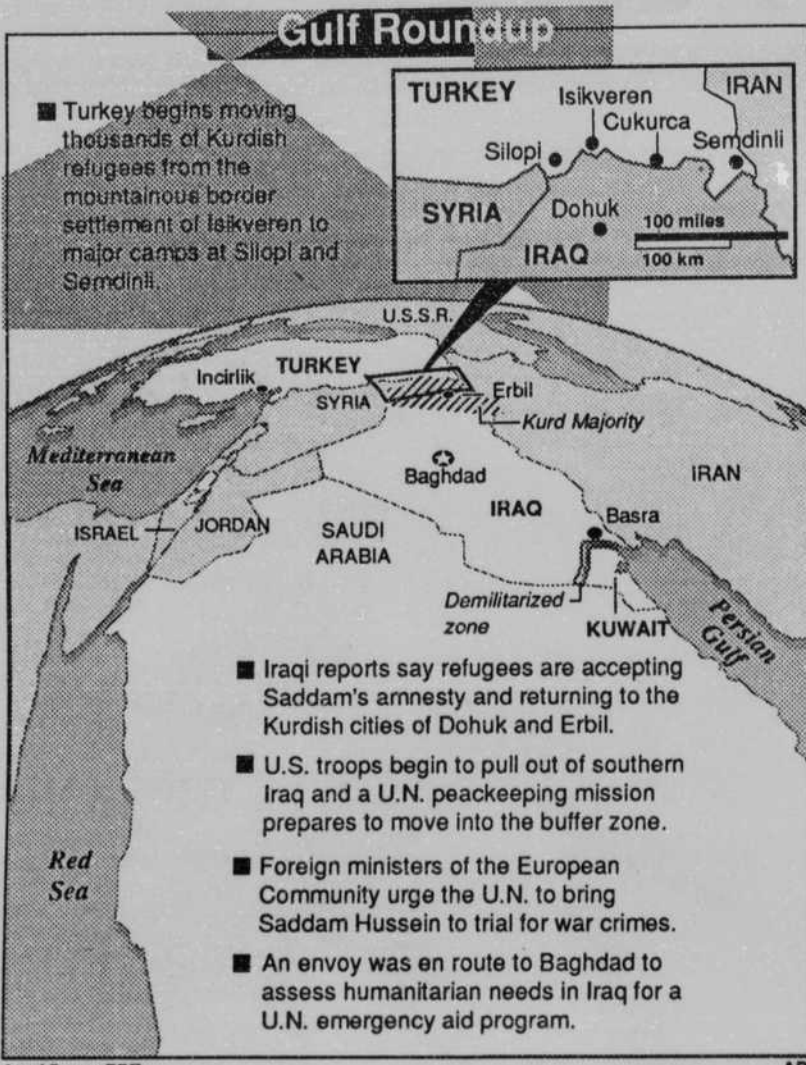 Gulf Roundup
■ Turkey begins moving
thousands of Kurdish
refugees from the
mountainous border
settlement of Isikveren to
major camps at Silopi and
Semdinli.
TURKEY
Isikveren
IRAN
Cukurca
Silopi
Semdinli
SYRIA
Dohuk
100 miles
IRAQ
100 km
U.S.S.R.
TURKEY
Incirlik
Erbil
SYRIA
Kurd Majority
Mediterranean
Sea
Baghdad
IRAN
IRAQ
ISRAEL
JORDAN
SAUDI
ARABIA
Basra
Demilitarized
zone
KUWAIT
Persian
Gulf
■ Iraqi reports say refugees are accepting
Saddam's amnesty and returning to the
Kurdish cities of Dohuk and Erbil.
■ U.S. troops begin to pull out of southern
Iraq and a U.N. peackeeping mission
prepares to move into the buffer zone.
Red
Sea
■ Foreign ministers of the European
Community urge the U.N. to bring
Saddam Hussein to trial for war crimes.
■ An envoy was en route to Baghdad to
assess humanitarian needs in Iraq for a
U.N. emergency aid program.